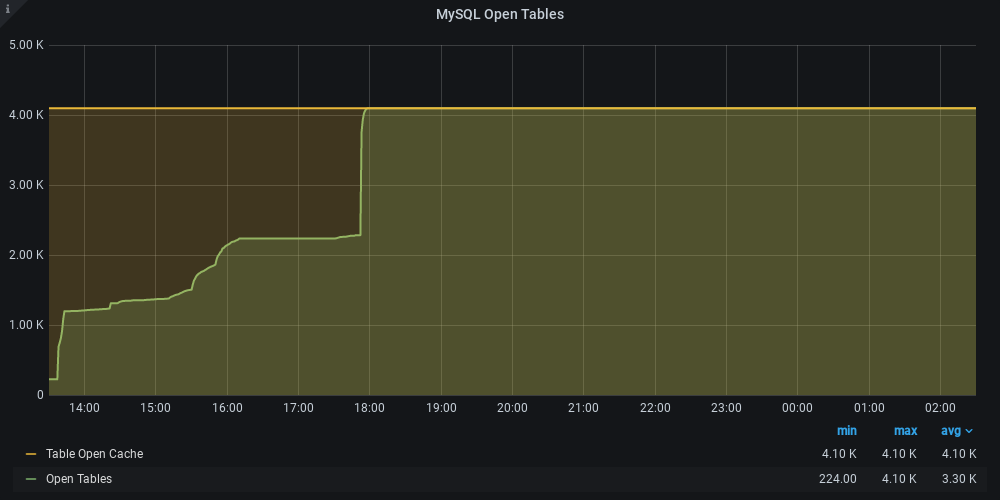 i
MySQL Open Tables
5.00 K
4.00 K
3.00 K
2.00 K
1.00 K
0
14:00 15:00 16:00 17:00 18:00 19:00 20:00 21:00 22:00 23:00 00:00 01:00 02:00
min max avg
Table Open Cache 4.10 K 4.10 K 4.10 K
Open Tables 224.00 4.10 K 3.30 K